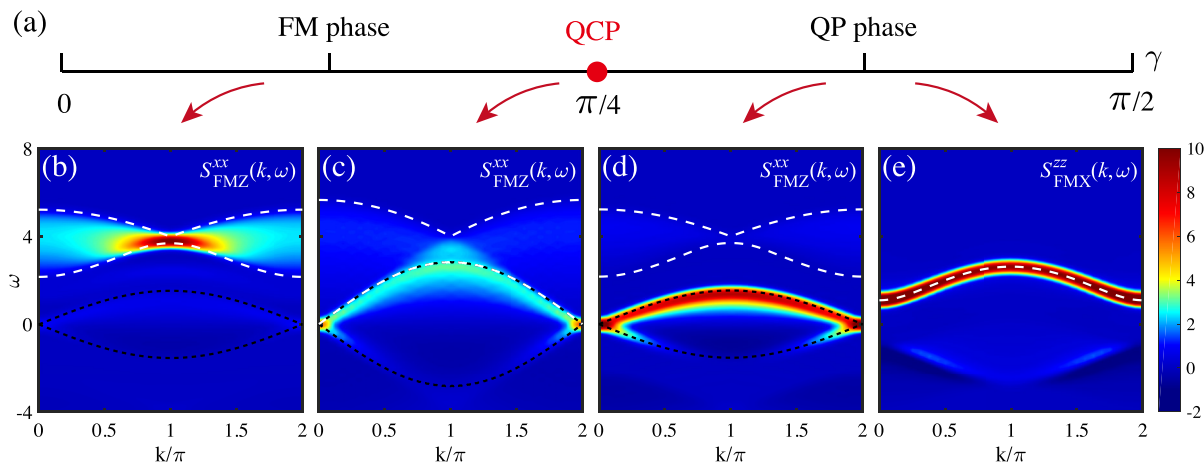 (a) FM phase QCP QP phase γ
0 π/4 π/2
(b) S^{xx}_{FMZ}(k,ω) (c) S^{xx}_{FMZ}(k,ω) (d) S^{xx}_{FMZ}(k,ω) (e) S^{zz}_{FMX}(k,ω)
8 10
8
6
4
4
ω
2
0
0
-4 -2
0 0.5 1 1.5 2 0 0.5 1 1.5 2 0 0.5 1 1.5 2 0 0.5 1 1.5 2
k/π k/π k/π k/π